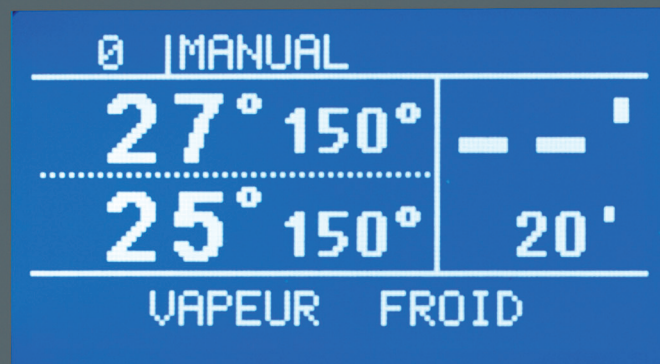 0 |MANUAL
27° 150° -- '
25° 150° 20'
VAPEUR FROID